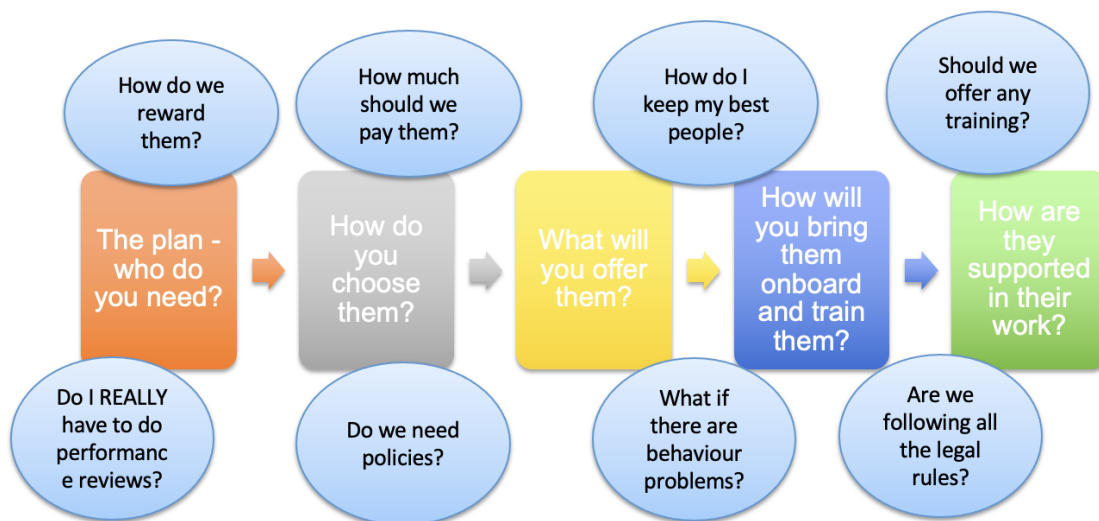 How do we
reward
them?
How much
should we
pay them?
How do I
keep my best
people?
Should we
offer any
training?
The plan -
who do
you need?
How do
you
choose
them?
What will
you offer
them?
How will
you bring
them
onboard
and train
them?
How are
they
supported
in their
work?
Do I REALLY
have to do
performanc
e reviews?
Do we need
policies?
What if
there are
behaviour
problems?
Are we
following all
the legal
rules?